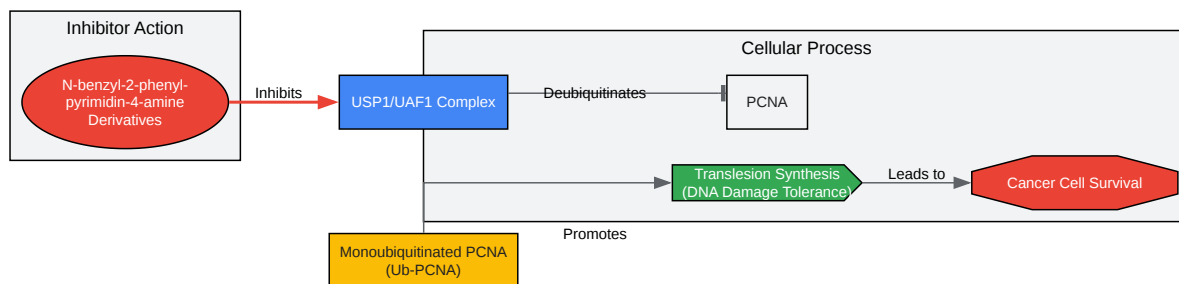 Inhibitor Action
N-benzyl-2-phenyl-
pyrimidin-4-amine
Derivatives
Inhibits
Cellular Process
USP1/UAF1 Complex
Deubiquitinates
PCNA
Translesion Synthesis
(DNA Damage Tolerance)
Leads to
Cancer Cell Survival
Promotes
Monoubiquitinated PCNA
(Ub-PCNA)